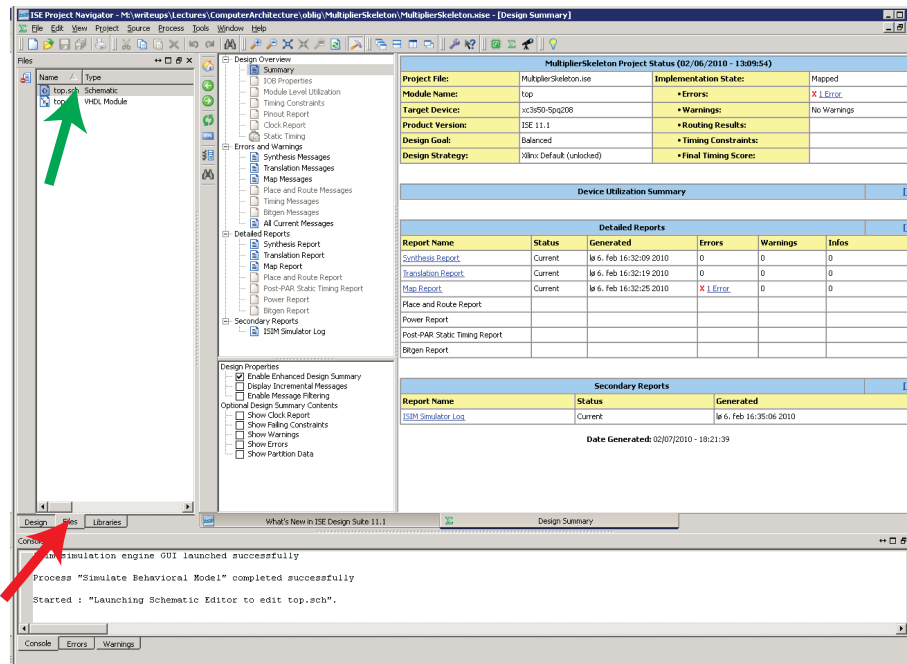 ISE Project Navigator - M:\writeups\Lectures\ComputerArchitecture\oblig\MultiplierSkeleton\MultiplierSkeleton.xise - [Design Summary]
File Edit View Project Source Process Tools Window Help
Files
Name Type
top.sch Schematic
top. VHDL Module
Design Overview
Summary
IOB Properties
Module Level Utilization
Timing Constraints
Pinout Report
Clock Report
Static Timing
Errors and Warnings
Synthesis Messages
Translation Messages
Map Messages
Place and Route Messages
Timing Messages
Bitgen Messages
All Current Messages
Detailed Reports
Synthesis Report
Translation Report
Map Report
Place and Route Report
Post-PAR Static Timing Report
Power Report
Bitgen Report
Secondary Reports
ISIM Simulator Log
Design Properties
Enable Enhanced Design Summary
Display Incremental Messages
Enable Message Filtering
Optional Design Summary Contents
Show Clock Report
Show Failing Constraints
Show Warnings
Show Errors
Show Partition Data
MultiplierSkeleton Project Status (02/06/2010 - 13:09:54)
Project File: MultiplierSkeleton.ise Implementation State: Mapped
Module Name: top •Errors: X 1 Error
Target Device: xc3s50-5pq208 •Warnings: No Warnings
Product Version: ISE 11.1 •Routing Results:
Design Goal: Balanced •Timing Constraints:
Design Strategy: Xilinx Default (unlocked) •Final Timing Score:
Device Utilization Summary [
Detailed Reports [
Report Name Status Generated Errors Warnings Infos
Synthesis Report Current lø 6. feb 16:32:09 2010 0 0 0
Translation Report Current lø 6. feb 16:32:19 2010 0 0 0
Map Report Current lø 6. feb 16:32:25 2010 X 1 Error 0 0
Place and Route Report
Power Report
Post-PAR Static Timing Report
Bitgen Report
Secondary Reports [
Report Name Status Generated
ISIM Simulator Log Current lø 6. feb 16:35:06 2010
Date Generated: 02/07/2010 - 18:21:39
Design Files Libraries
What's New in ISE Design Suite 11.1 Design Summary
Console
simulation engine GUI launched successfully
Process "Simulate Behavioral Model" completed successfully
Started : "Launching Schematic Editor to edit top.sch".
Console Errors Warnings